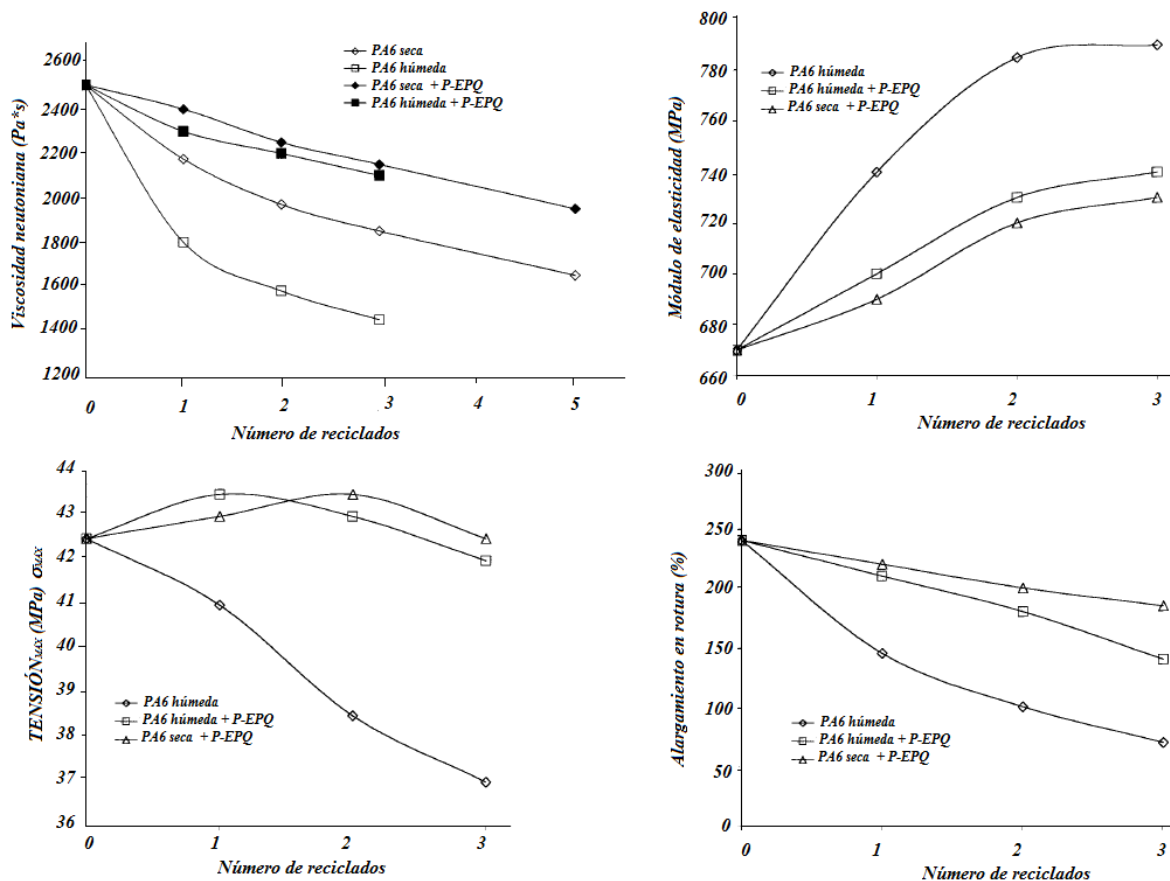 Viscosidad neutoniana (Pa*s)
2600
2400
2200
2000
1800
1600
1400
1200
PA6 seca
PA6 húmeda
PA6 seca + P-EPQ
PA6 húmeda + P-EPQ
0 1 2 3 4 5
Número de reciclados
Módulo de elasticidad (MPa)
800
780
760
740
720
700
680
660
PA6 húmeda
PA6 húmeda + P-EPQ
PA6 seca + P-EPQ
0 1 2 3
Número de reciclados
TENSIÓNMAX (MPa) σMAX
44
43
42
41
40
39
38
37
36
PA6 húmeda
PA6 húmeda + P-EPQ
PA6 seca + P-EPQ
0 1 2 3
Número de reciclados
Alargamiento en rotura (%)
300
250
200
150
100
50
0
PA6 húmeda
PA6 húmeda + P-EPQ
PA6 seca + P-EPQ
0 1 2 3
Número de reciclados